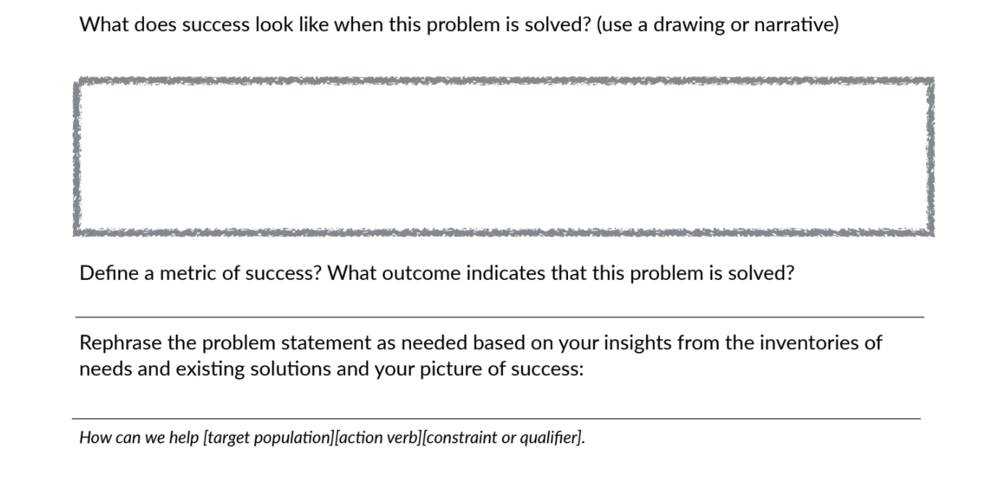 What does success look like when this problem is solved? (use a drawing or narrative)
Define a metric of success? What outcome indicates that this problem is solved?
Rephrase the problem statement as needed based on your insights from the inventories of
needs and existing solutions and your picture of success:
How can we help [target population][action verb][constraint or qualifier].